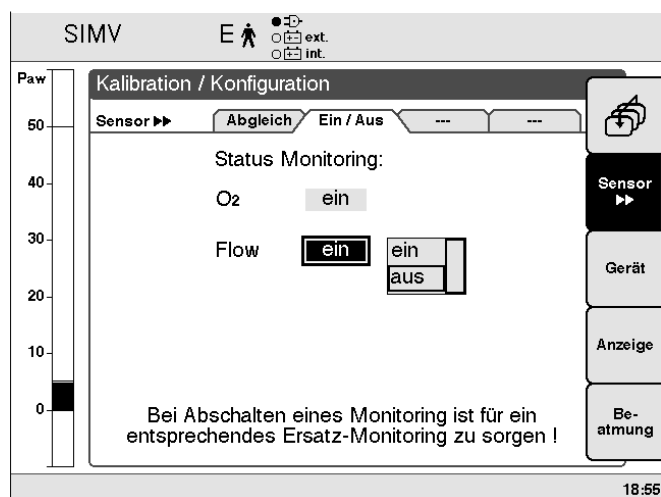 SIMV
E
ext.
int.
Paw
50
40
30
20
10
0
Kalibration / Konfiguration
Sensor ▶▶
Abgleich
Ein / Aus
---
---
Status Monitoring:
O2 ein
Flow ein
ein
aus
Bei Abschalten eines Monitoring ist für ein
entsprechendes Ersatz-Monitoring zu sorgen !
Sensor
▶▶
Gerät
Anzeige
Be-
atmung
18:55